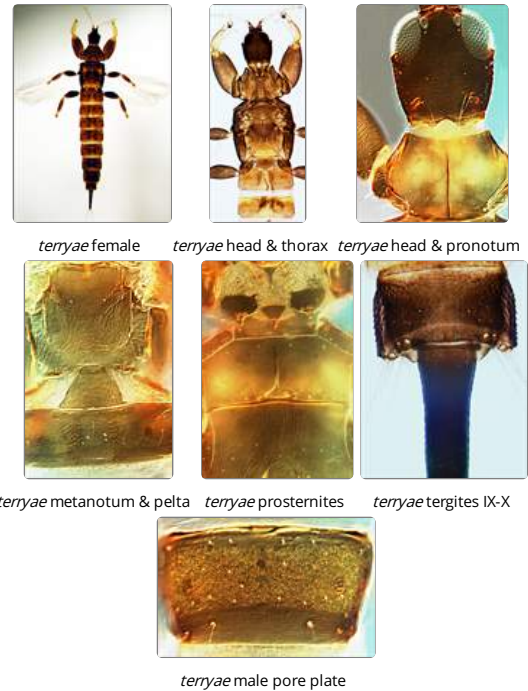 terryae female
terryae head & thorax
terryae head & pronotum
terryae metanotum & pelta
terryae prosternites
terryae tergites IX-X
terryae male pore plate